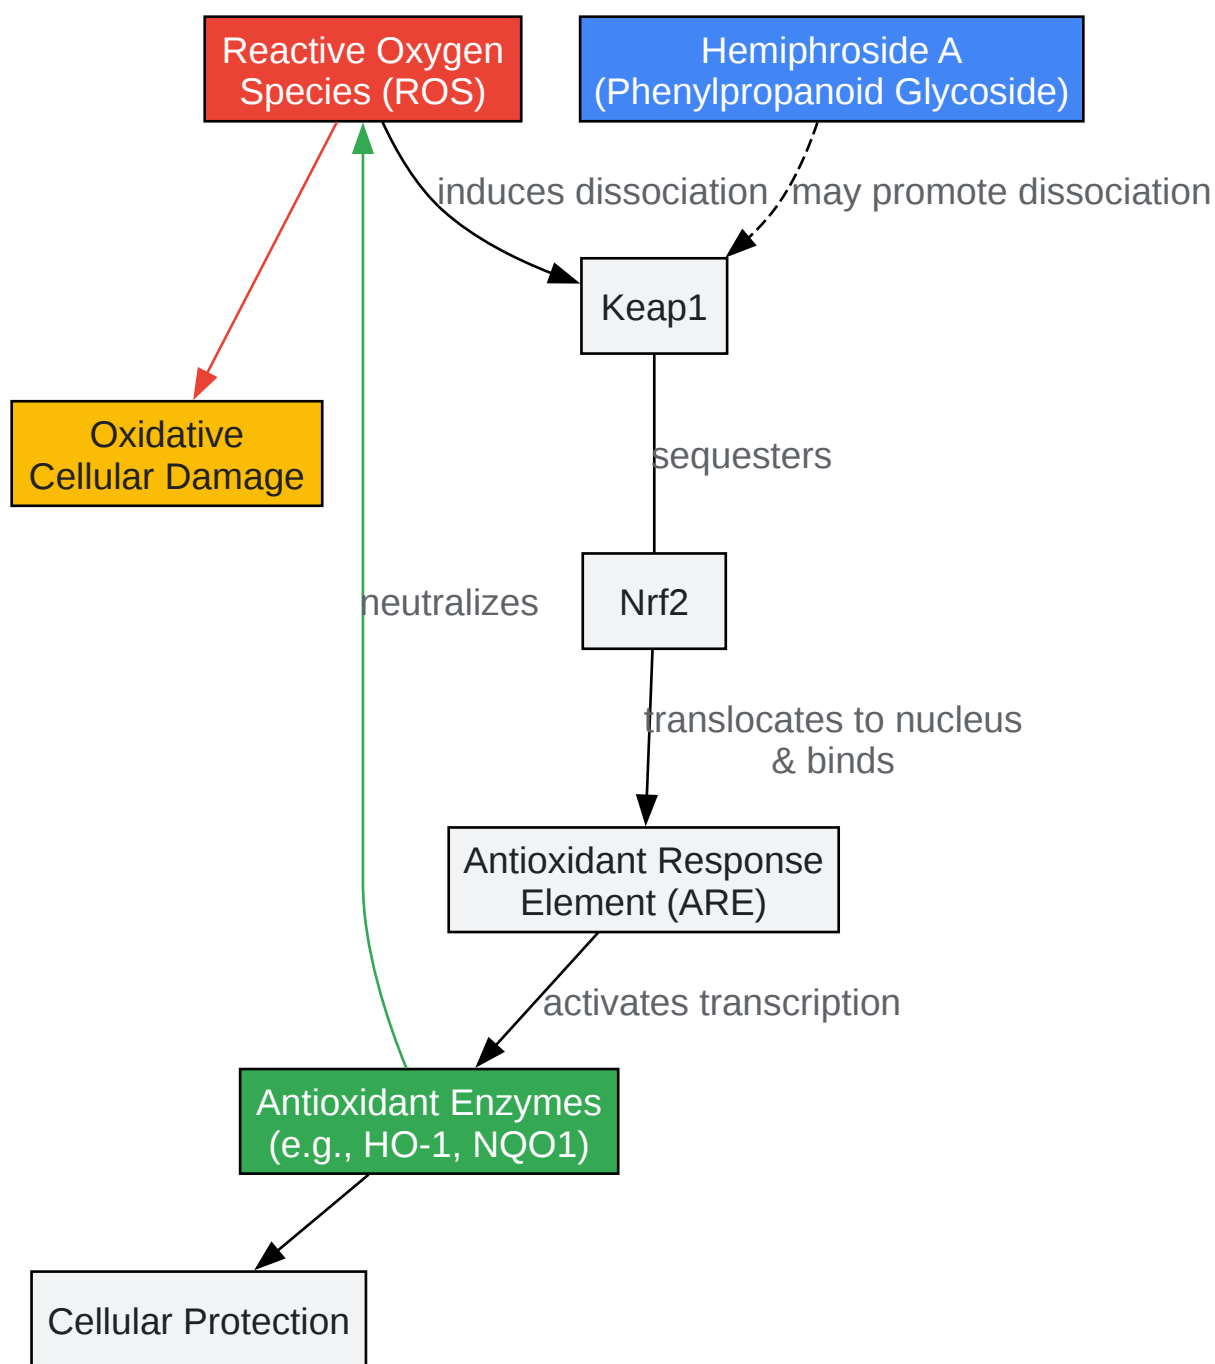 Reactive Oxygen
Species (ROS)
Hemiphroside A
(Phenylpropanoid Glycoside)
induces dissociation
may promote dissociation
Keap1
Oxidative
Cellular Damage
sequesters
neutralizes
Nrf2
translocates to nucleus
& binds
Antioxidant Response
Element (ARE)
activates transcription
Antioxidant Enzymes
(e.g., HO-1, NQO1)
Cellular Protection